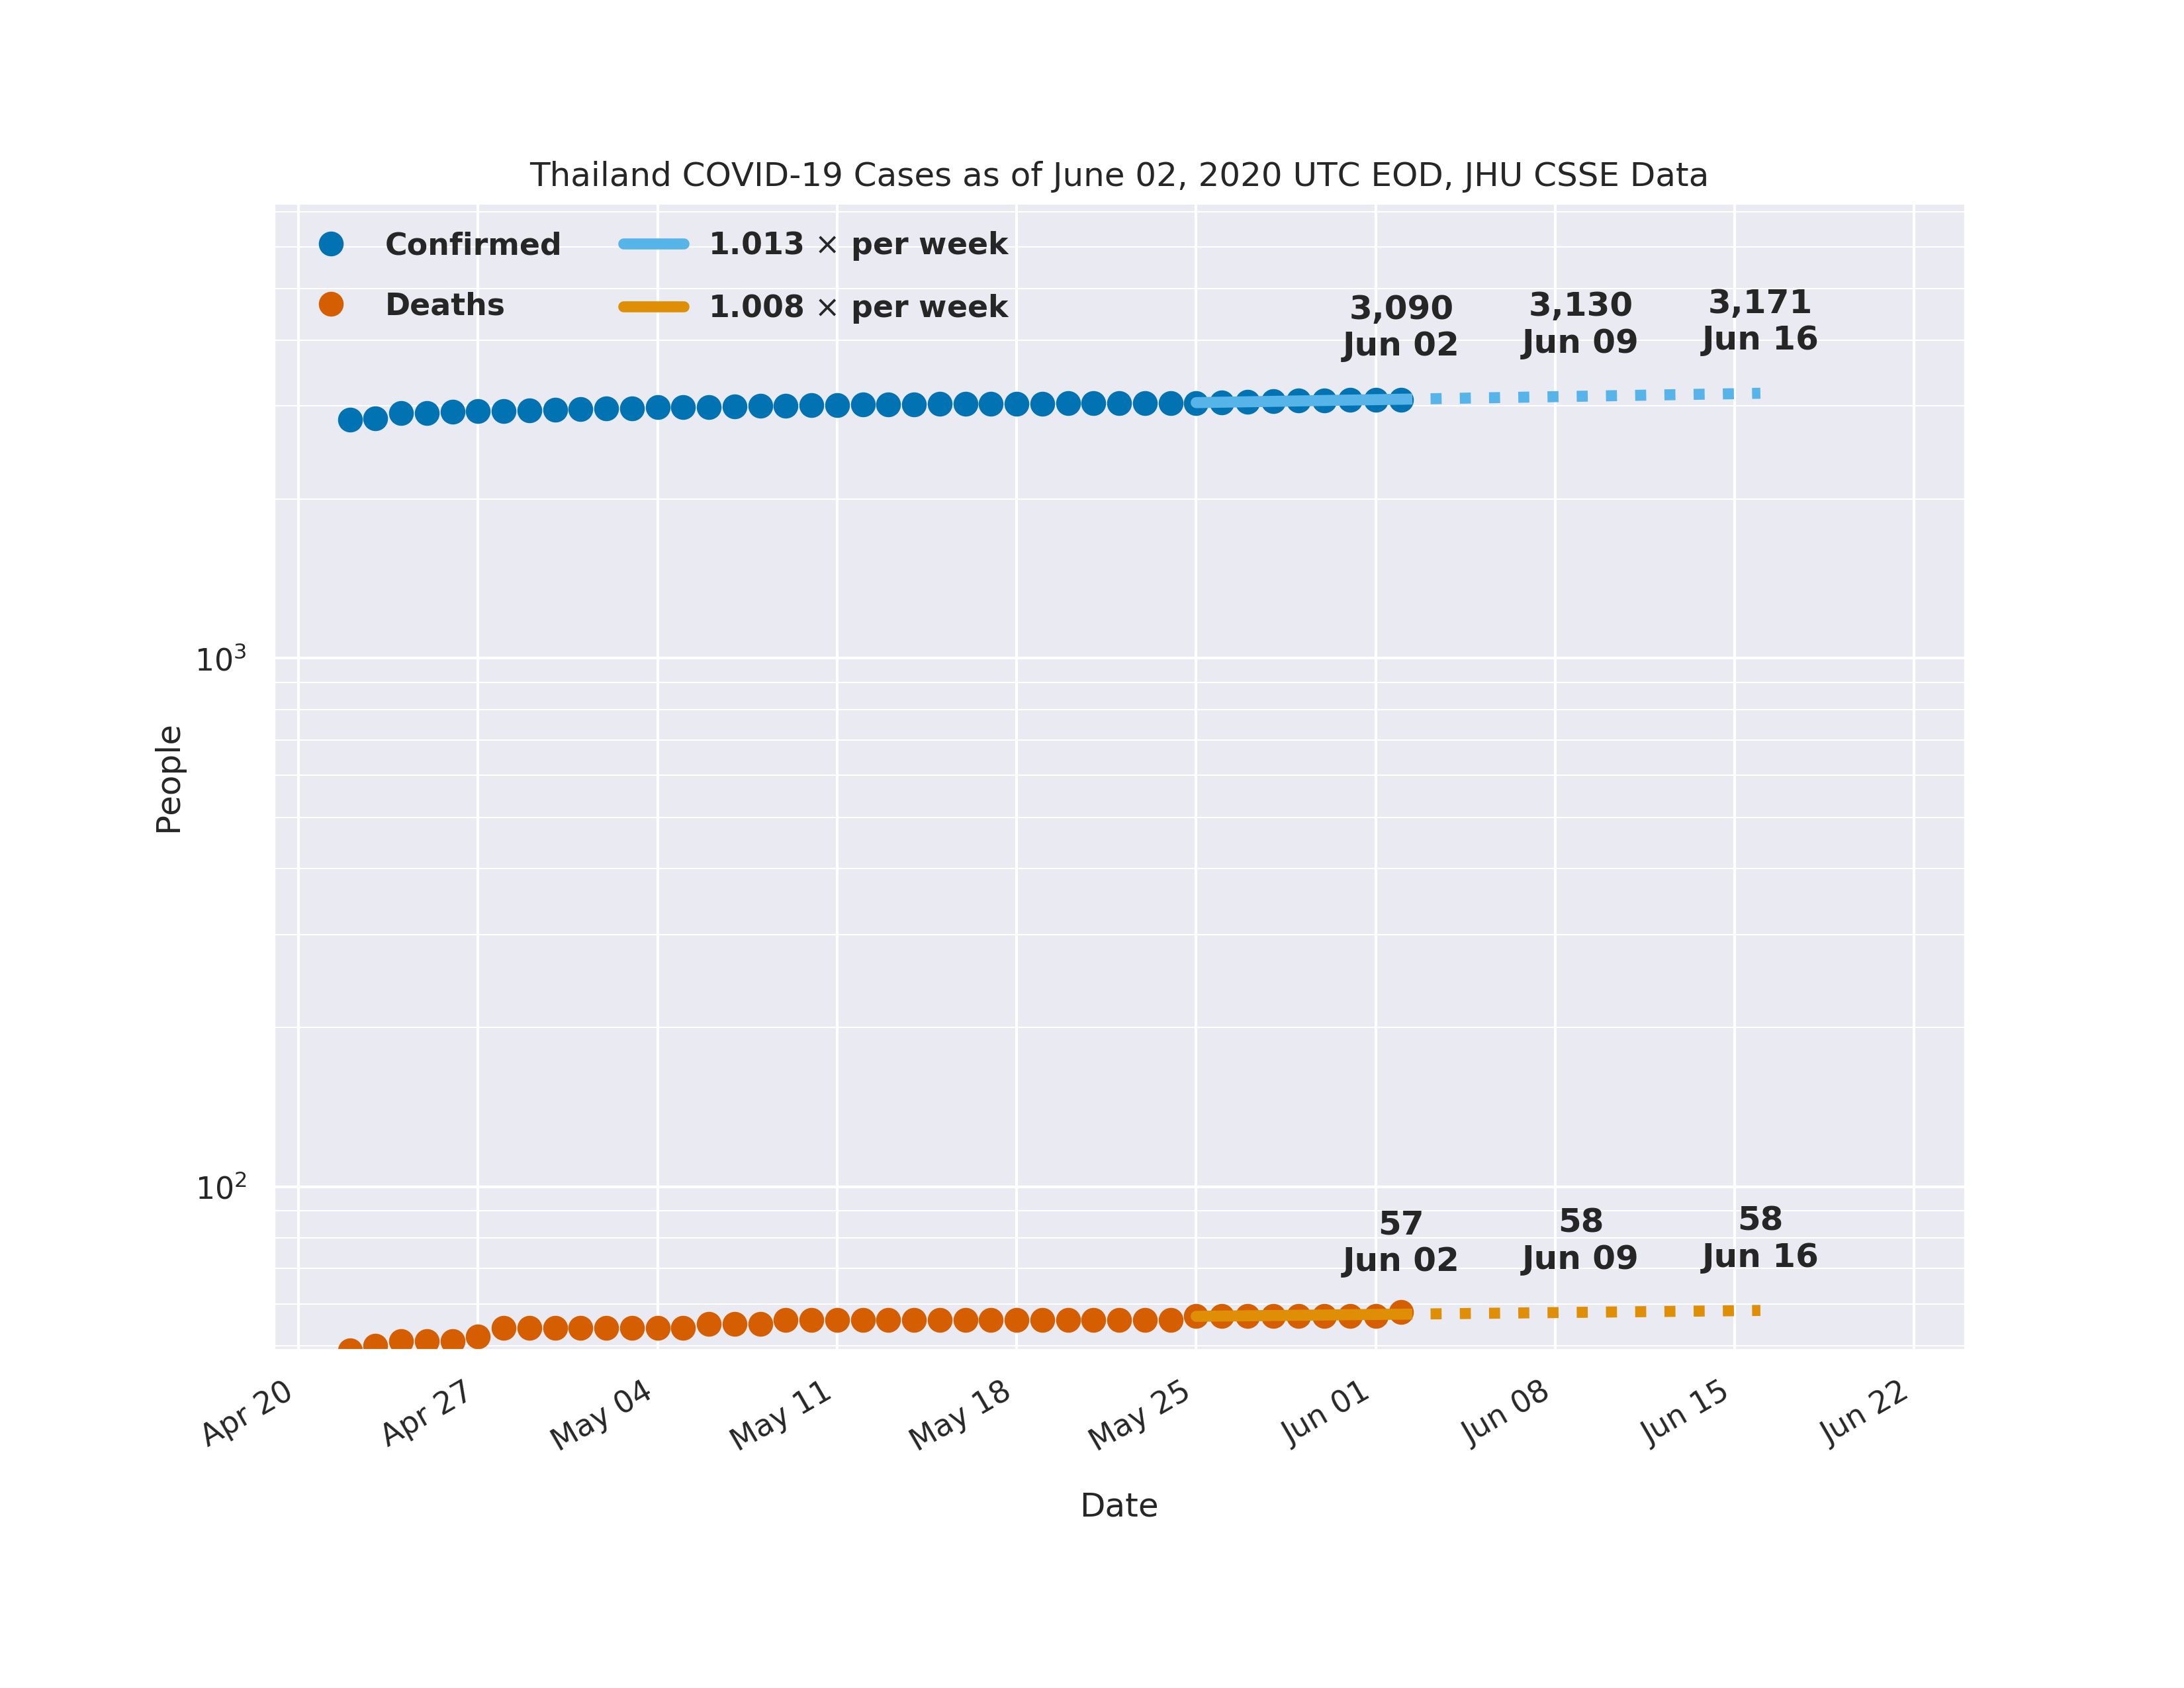 Thailand COVID-19 Cases as of June 02, 2020 UTC EOD, JHU CSSE Data
Confirmed
Deaths
1.013 × per week
1.008 × per week
3,090
Jun 02
3,130
Jun 09
3,171
Jun 16
10³
10²
People
57
Jun 02
58
Jun 09
58
Jun 16
Apr 20
Apr 27
May 04
May 11
May 18
May 25
Jun 01
Jun 08
Jun 15
Jun 22
Date